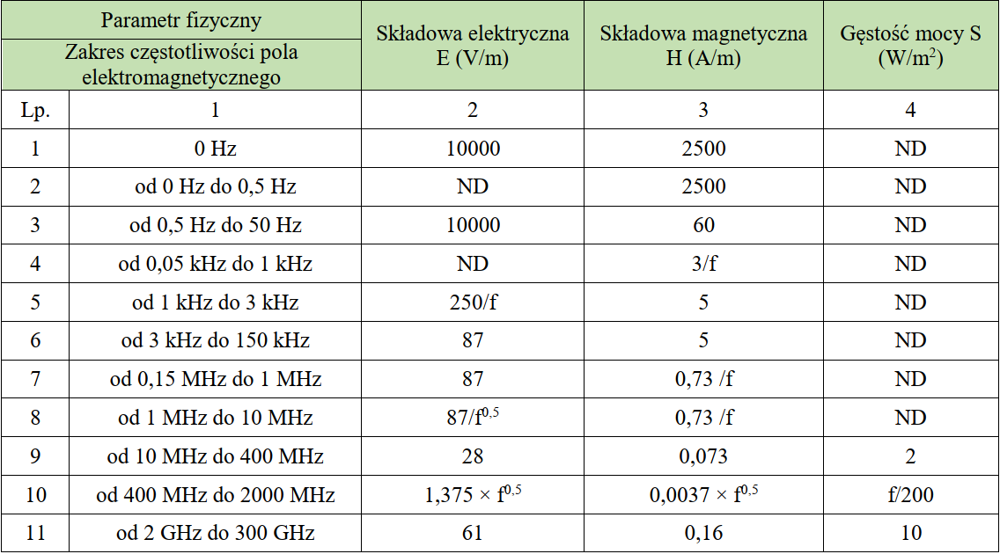 Parametr fizyczny
Zakres częstotliwości pola
elektromagnetycznego
Składowa elektryczna
E (V/m)
Składowa magnetyczna
H (A/m)
Gęstość mocy S
(W/m²)
Lp. 1 2 3 4
1 0 Hz 10000 2500 ND
2 od 0 Hz do 0,5 Hz ND 2500 ND
3 od 0,5 Hz do 50 Hz 10000 60 ND
4 od 0,05 kHz do 1 kHz ND 3/f ND
5 od 1 kHz do 3 kHz 250/f 5 ND
6 od 3 kHz do 150 kHz 87 5 ND
7 od 0,15 MHz do 1 MHz 87 0,73 /f ND
8 od 1 MHz do 10 MHz 87/f⁰,⁵ 0,73 /f ND
9 od 10 MHz do 400 MHz 28 0,073 2
10 od 400 MHz do 2000 MHz 1,375 × f⁰,⁵ 0,0037 × f⁰,⁵ f/200
11 od 2 GHz do 300 GHz 61 0,16 10